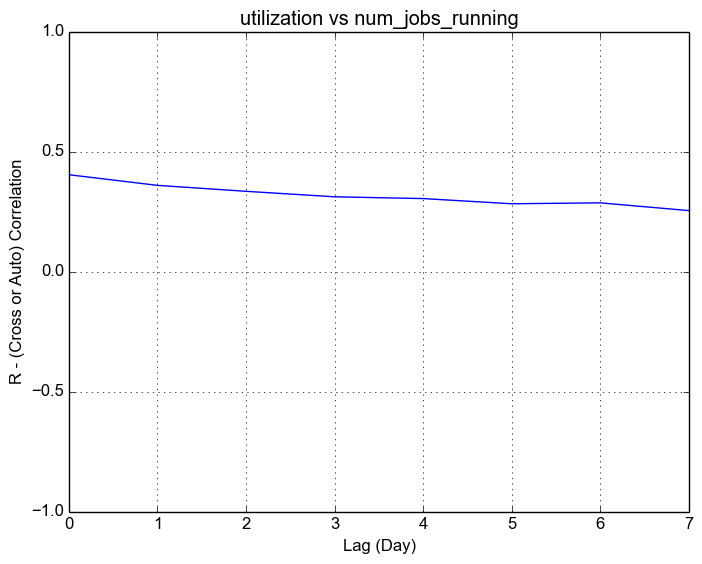 utilization vs num_jobs_running
1.0
0.5
0.0
−0.5
−1.0
R - (Cross or Auto) Correlation
0 1 2 3 4 5 6 7
Lag (Day)